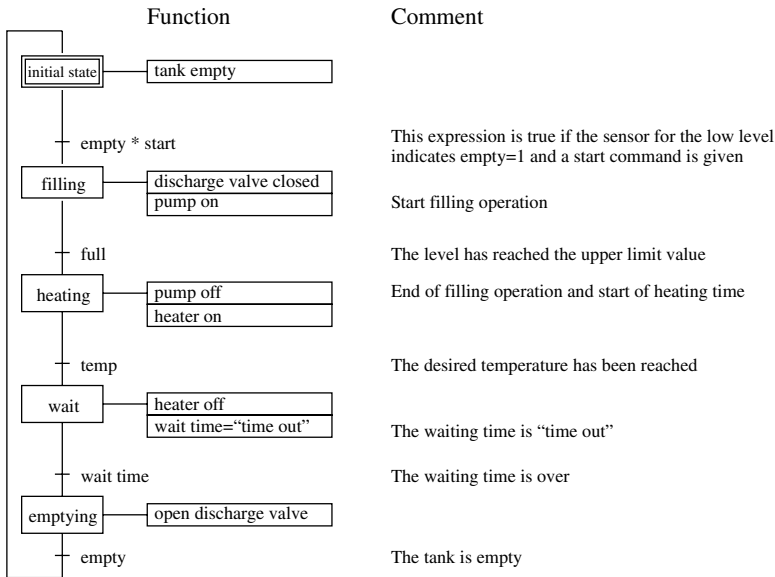 Function Comment
initial state tank empty
empty * start This expression is true if the sensor for the low level
indicates empty=1 and a start command is given
filling discharge valve closed
pump on Start filling operation
full The level has reached the upper limit value
heating pump off End of filling operation and start of heating time
heater on
temp The desired temperature has been reached
wait heater off
wait time=“time out” The waiting time is “time out”
wait time The waiting time is over
emptying open discharge valve
empty The tank is empty